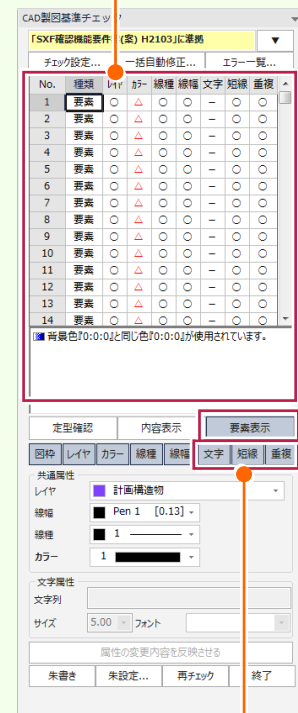 CAD製図基準チェック
「SXF確認機能要件書(案) H2103」に準拠 ▼
チェック設定... 一括自動修正... エラー一覧...
No. 種類 レイヤ カラー 線種 線幅 文字 短線 重複
1 要素 ○ △ ○ ○ − ○ ○
2 要素 ○ △ ○ ○ − ○ ○
3 要素 ○ △ ○ ○ − ○ ○
4 要素 ○ △ ○ ○ − ○ ○
5 要素 ○ △ ○ ○ − ○ ○
6 要素 ○ △ ○ ○ − ○ ○
7 要素 ○ △ ○ ○ − ○ ○
8 要素 ○ △ ○ ○ − ○ ○
9 要素 ○ △ ○ ○ − ○ ○
10 要素 ○ △ ○ ○ − ○ ○
11 要素 ○ △ ○ ○ − ○ ○
12 要素 ○ △ ○ ○ − ○ ○
13 要素 ○ △ ○ ○ − ○ ○
14 要素 ○ △ ○ ○ − ○ ○
背景色『0:0:0』と同じ色『0:0:0』が使用されています。
定型確認 内容表示 要素表示
図枠 レイヤ カラー 線種 線幅 文字 短線 重複
共通属性
レイヤ 計画構造物
線幅 Pen 1 [0.13]
線種 1
カラー 1
文字属性
文字列
サイズ 5.00 フォント
属性の変更内容を反映させる
朱書き 朱設定... 再チェック 終了